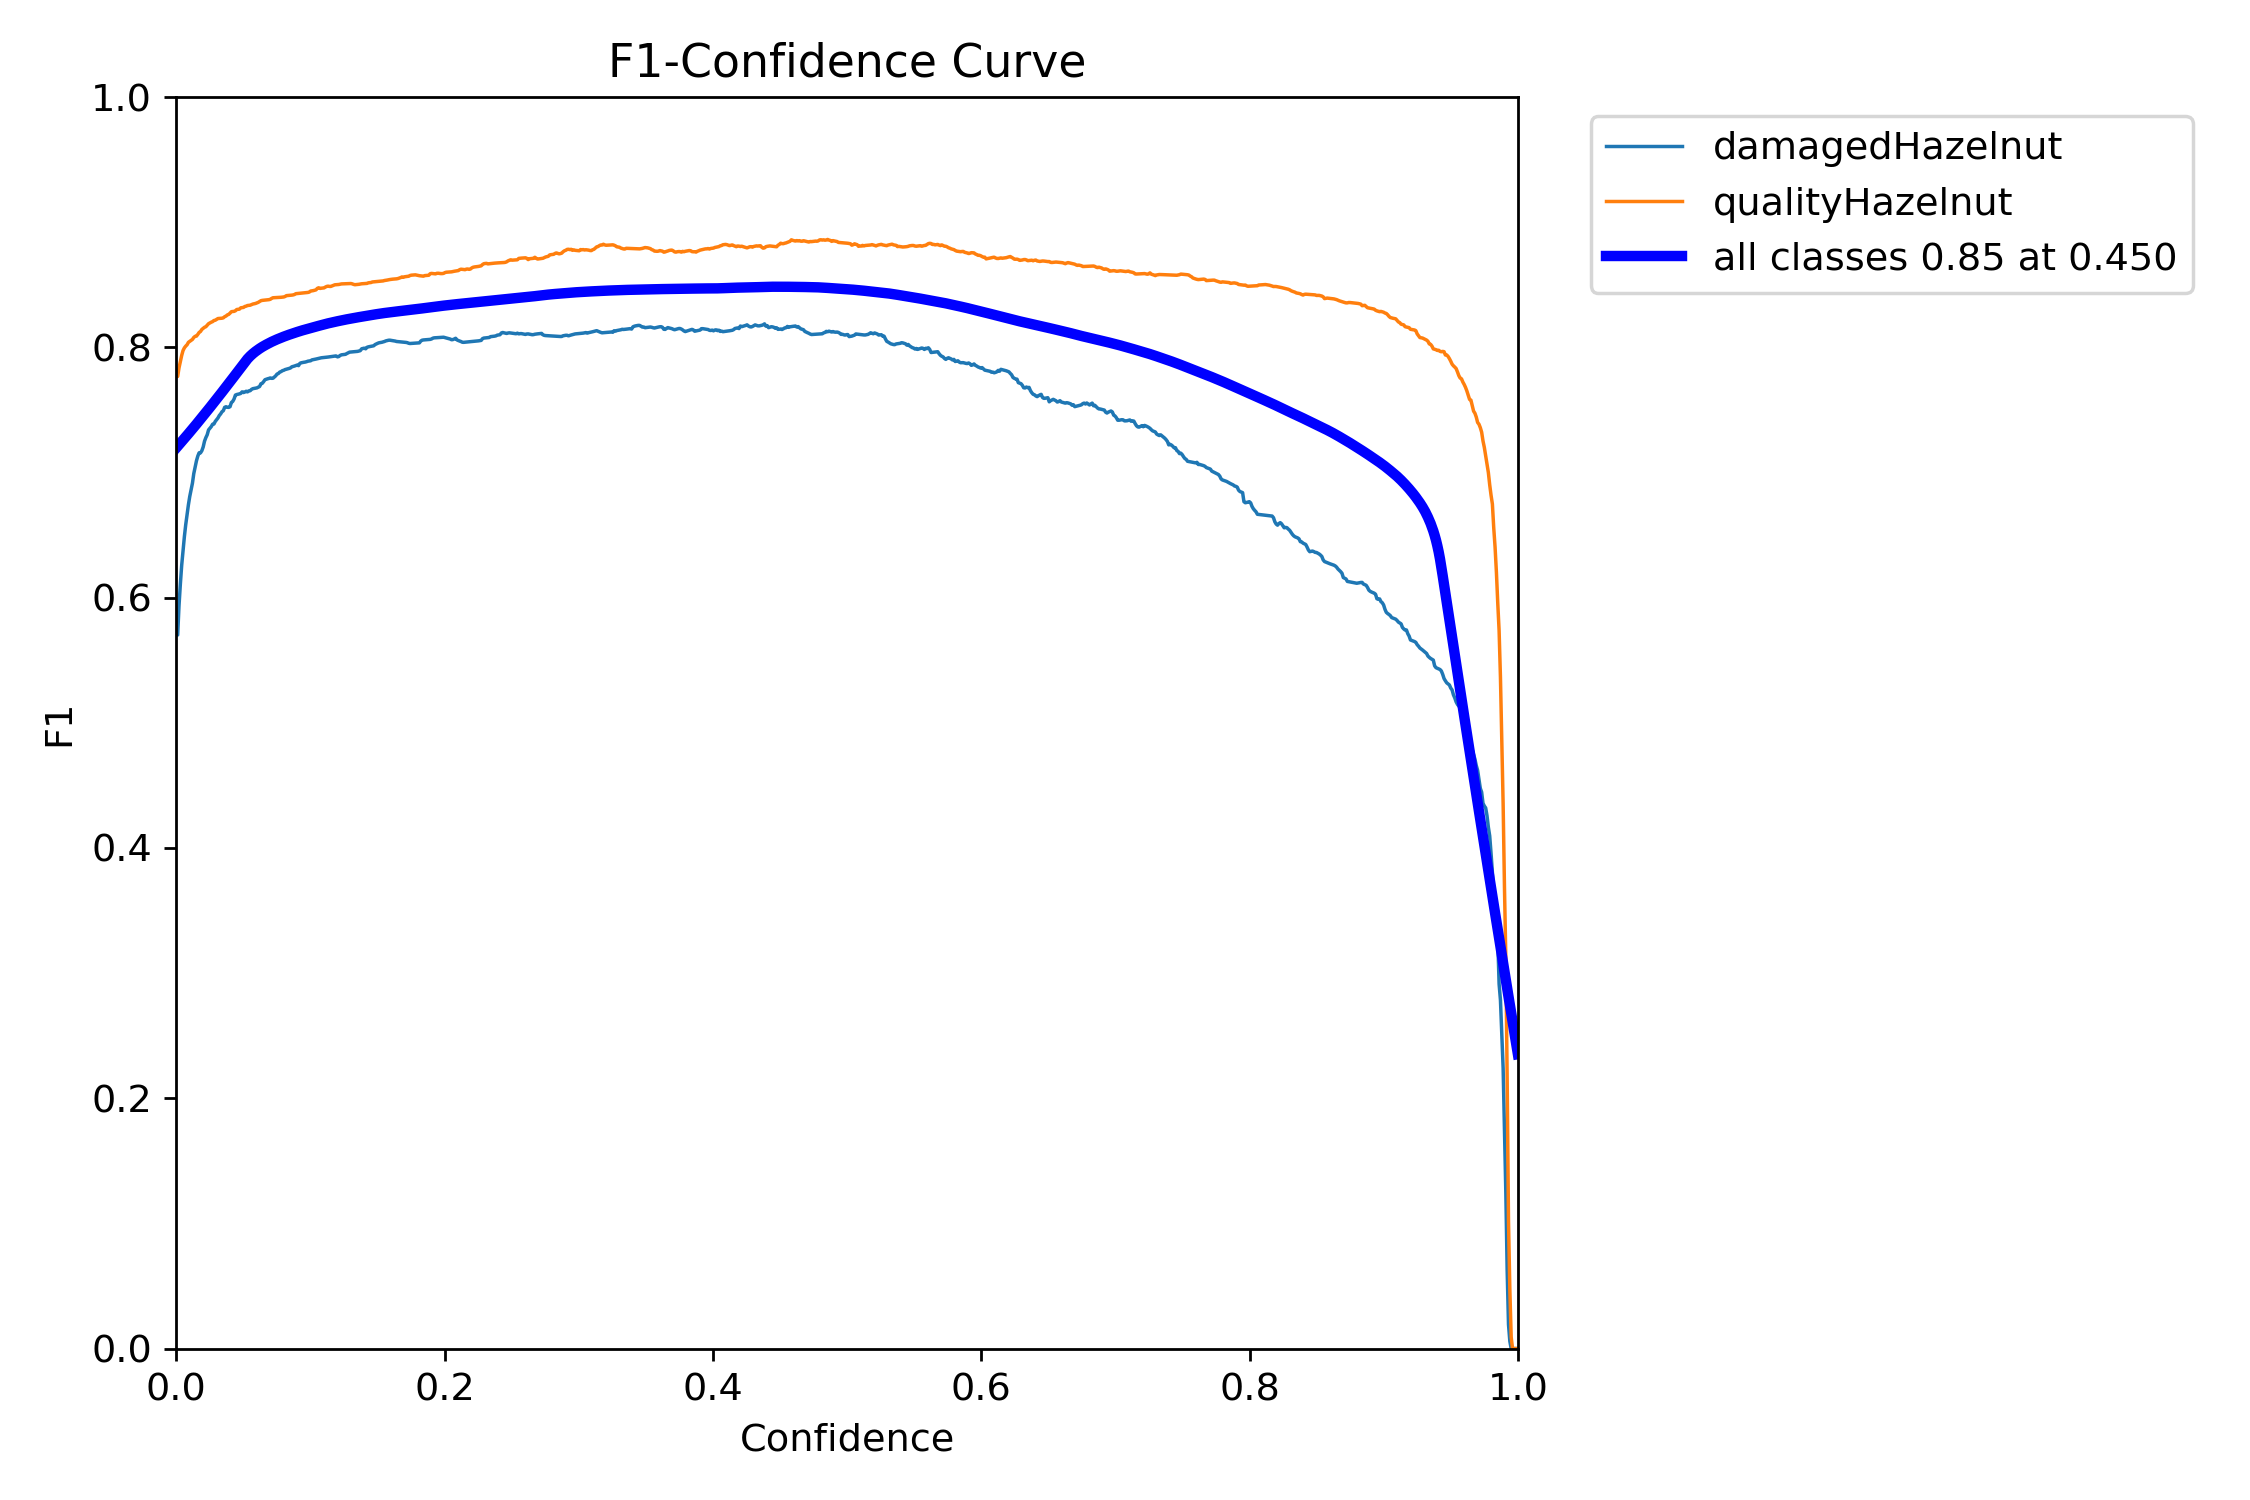 F1-Confidence Curve
1.0
0.8
0.6
0.4
0.2
0.0
F1
0.0 0.2 0.4 0.6 0.8 1.0
Confidence
damagedHazelnut
qualityHazelnut
all classes 0.85 at 0.450